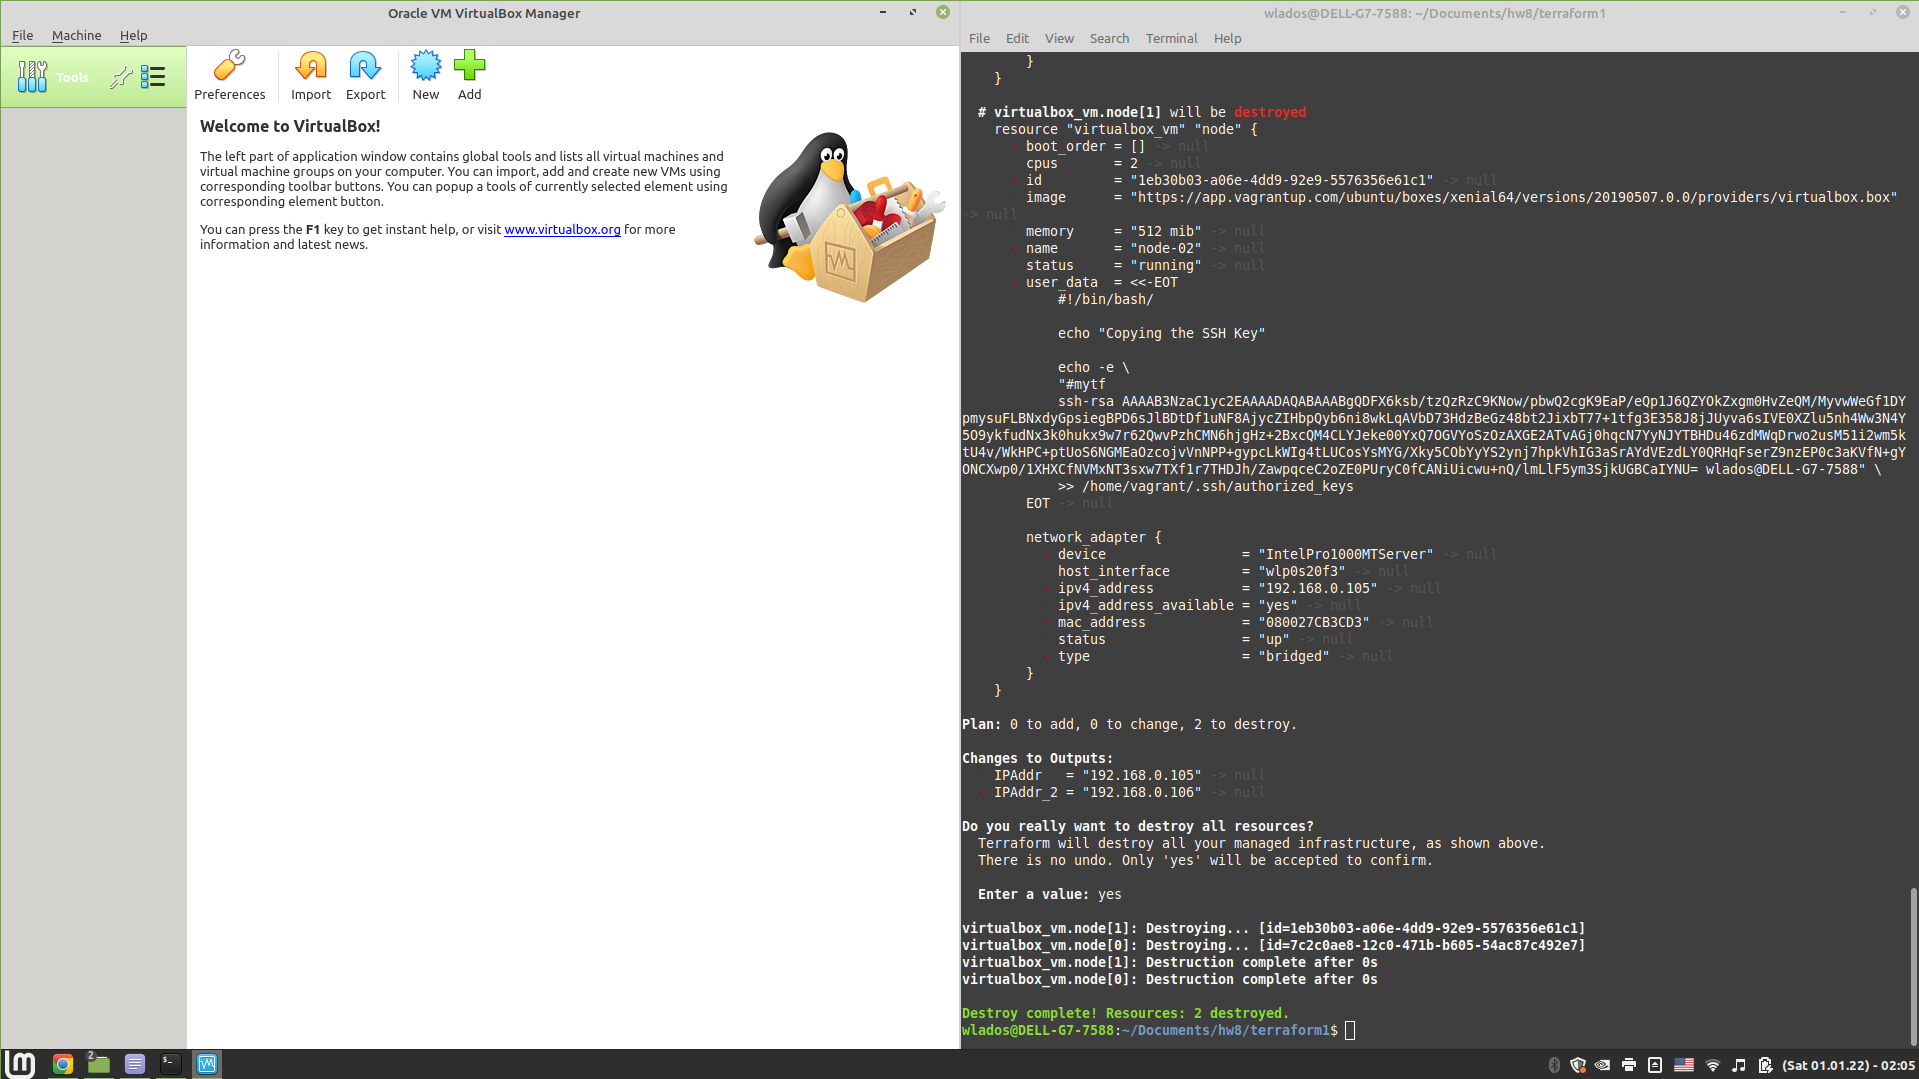 Oracle VM VirtualBox Manager
File Machine Help
Tools
Preferences Import Export New Add
Welcome to VirtualBox!
The left part of application window contains global tools and lists all virtual machines and
virtual machine groups on your computer. You can import, add and create new VMs using
corresponding toolbar buttons. You can popup a tools of currently selected element using
corresponding element button.
You can press the F1 key to get instant help, or visit www.virtualbox.org for more
information and latest news.
wlados@DELL-G7-7588: ~/Documents/hw8/terraform1
File Edit View Search Terminal Help
}
}
# virtualbox_vm.node[1] will be destroyed
- resource "virtualbox_vm" "node" {
- boot_order = [] -> null
- cpus = 2 -> null
- id = "1eb30b03-a06e-4dd9-92e9-5576356e61c1" -> null
- image = "https://app.vagrantup.com/ubuntu/boxes/xenial64/versions/20190507.0.0/providers/virtualbox.box"
-> null
- memory = "512 mib" -> null
- name = "node-02" -> null
- status = "running" -> null
- user_data = <<-EOT
#!/bin/bash/
echo "Copying the SSH Key"
echo -e \
"#mytf
ssh-rsa AAAAB3NzaC1yc2EAAAADAQABAAABgQDFX6ksb/tzQzRzC9KNow/pbwQ2cgK9EaP/eQp1J6QZYOkZxgm0HvZeQM/MyvwWeGf1DY
pmysuFLBNxdyGpsiegBPD6sJlBDtDf1uNF8AjycZIHbpQyb6ni8wkLqAVbD73HdzBeGz48bt2JixbT77+1tfg3E358J8jJUyva6sIVE0XZlu5nh4Ww3N4Y
5O9ykfudNx3k0hukx9w7r62QwvPzhCMN6hjgHz+2BxcQM4CLYJeke00YxQ7OGVYoSzOzAXGE2ATvAGj0hqcN7YyNJYTBHDu46zdMWqDrwo2usM51i2wm5k
tU4v/WkHPC+ptUoS6NGMEaOzcojvVnNPP+gypcLkWIg4tLUCosYsMYG/Xky5CObYyYS2ynj7hpkVhIG3aSrAYdVEzdLY0QRHqFserZ9nzEP0c3aKVfN+gY
ONCXwp0/1XHXCfNVMxNT3sxw7TXf1r7THDJh/ZawpqceC2oZE0PUryC0fCANiUicwu+nQ/lmLlF5ym3SjkUGBCaIYNU= wlados@DELL-G7-7588" \
>> /home/vagrant/.ssh/authorized_keys
EOT -> null
- network_adapter {
- device = "IntelPro1000MTServer" -> null
- host_interface = "wlp0s20f3" -> null
- ipv4_address = "192.168.0.105" -> null
- ipv4_address_available = "yes" -> null
- mac_address = "080027CB3CD3" -> null
- status = "up" -> null
- type = "bridged" -> null
}
}
Plan: 0 to add, 0 to change, 2 to destroy.
Changes to Outputs:
- IPAddr = "192.168.0.105" -> null
- IPAddr_2 = "192.168.0.106" -> null
Do you really want to destroy all resources?
Terraform will destroy all your managed infrastructure, as shown above.
There is no undo. Only 'yes' will be accepted to confirm.
Enter a value: yes
virtualbox_vm.node[1]: Destroying... [id=1eb30b03-a06e-4dd9-92e9-5576356e61c1]
virtualbox_vm.node[0]: Destroying... [id=7c2c0ae8-12c0-471b-b605-54ac87c492e7]
virtualbox_vm.node[1]: Destruction complete after 0s
virtualbox_vm.node[0]: Destruction complete after 0s
Destroy complete! Resources: 2 destroyed.
wlados@DELL-G7-7588:~/Documents/hw8/terraform1$
2
(Sat 01.01.22) - 02:05